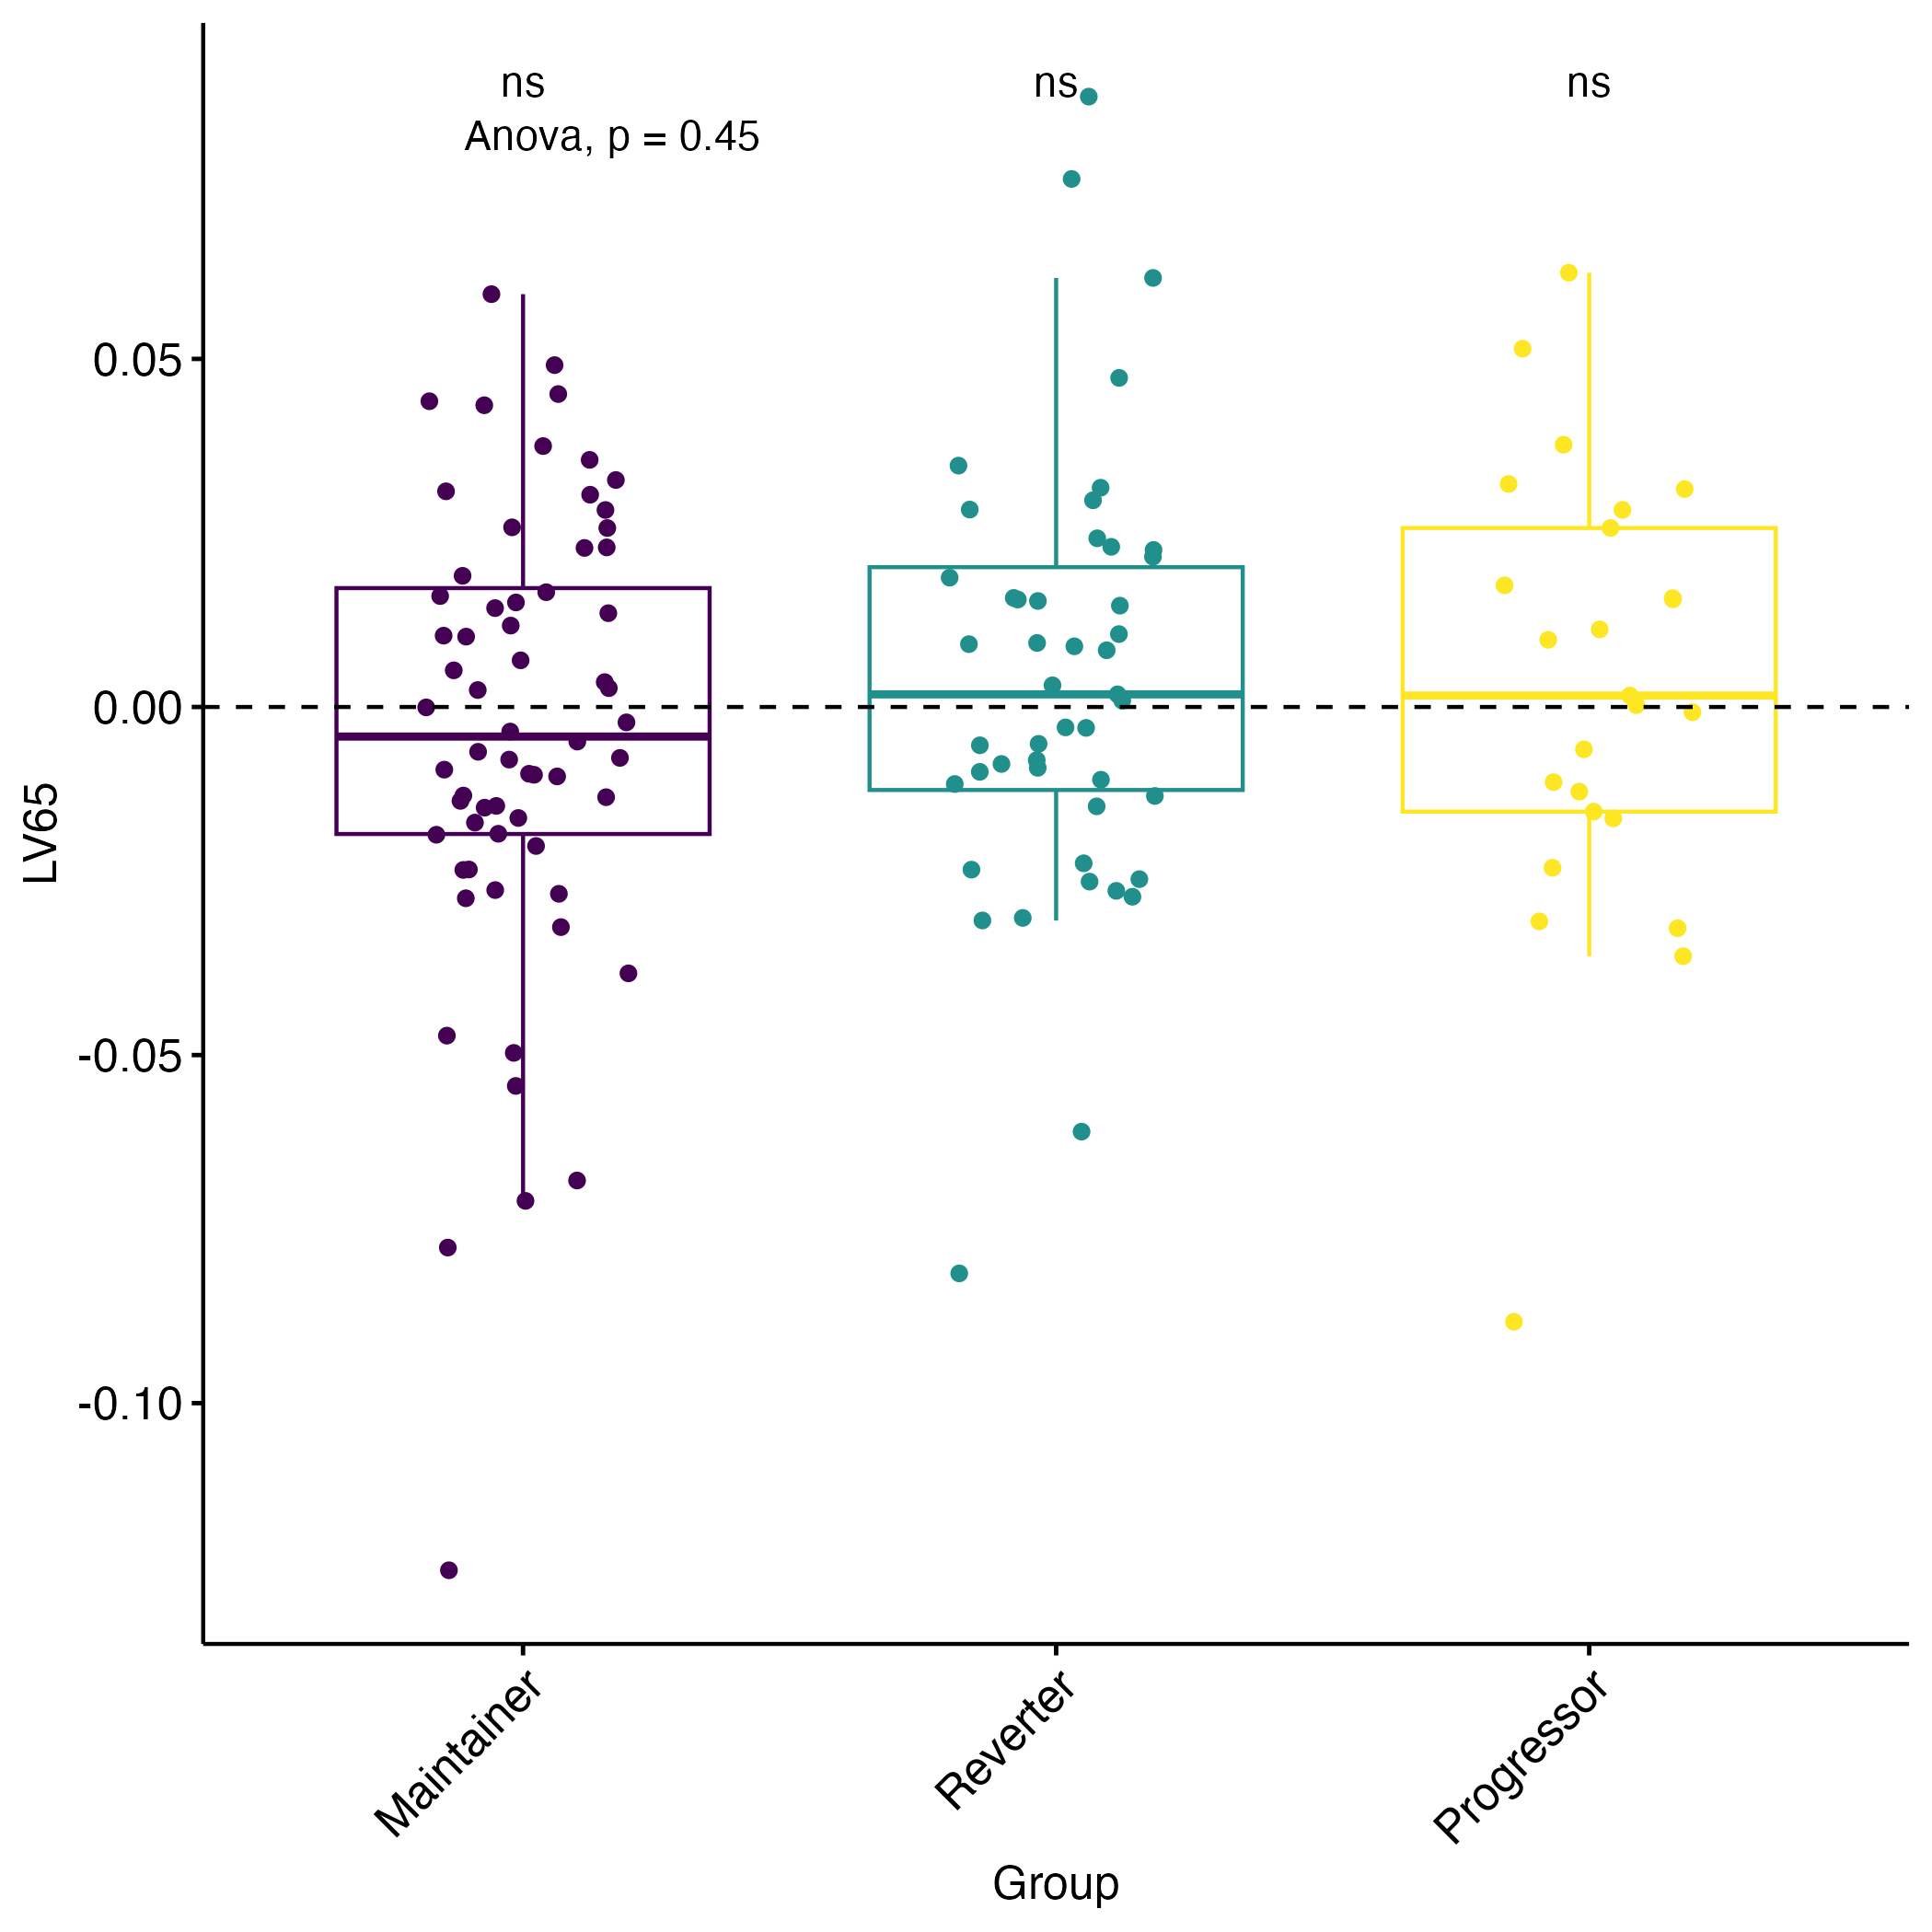 ns ns ns
Anova, p = 0.45
0.05
0.00
-0.05
-0.10
LV65
Maintainer
Reverter
Progressor
Group